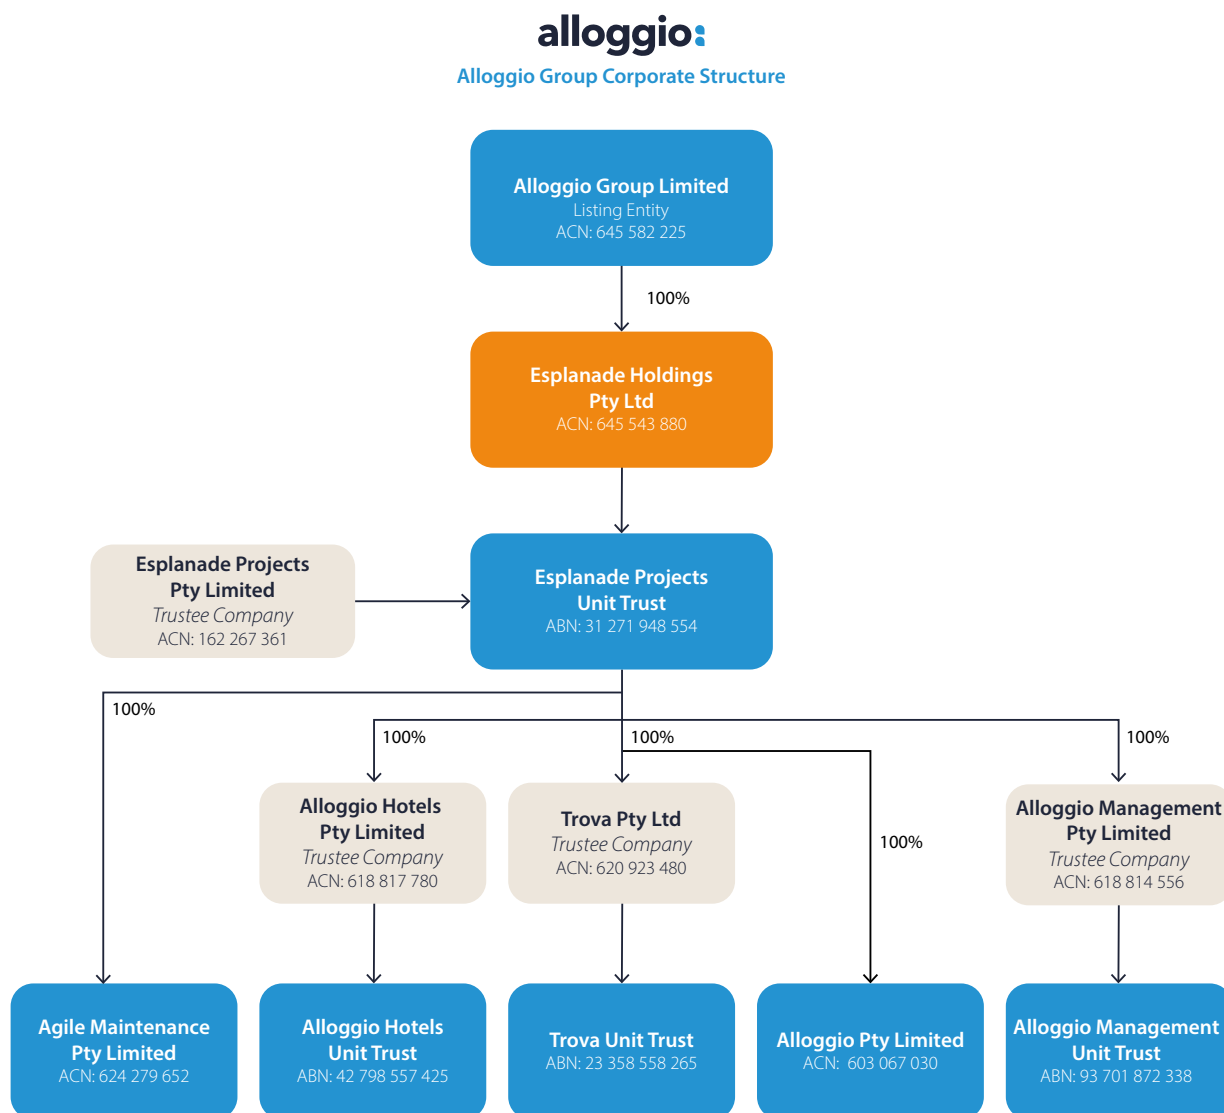 alloggio:
Alloggio Group Corporate Structure
Alloggio Group Limited
Listing Entity
ACN: 645 582 225
100%
Esplanade Holdings
Pty Ltd
ACN: 645 543 880
Esplanade Projects
Pty Limited
Trustee Company
ACN: 162 267 361
Esplanade Projects
Unit Trust
ABN: 31 271 948 554
100%
100%
100%
100%
Alloggio Hotels
Pty Limited
Trustee Company
ACN: 618 817 780
Trova Pty Ltd
Trustee Company
ACN: 620 923 480
100%
Alloggio Management
Pty Limited
Trustee Company
ACN: 618 814 556
Agile Maintenance
Pty Limited
ACN: 624 279 652
Alloggio Hotels
Unit Trust
ABN: 42 798 557 425
Trova Unit Trust
ABN: 23 358 558 265
Alloggio Pty Limited
ACN: 603 067 030
Alloggio Management
Unit Trust
ABN: 93 701 872 338